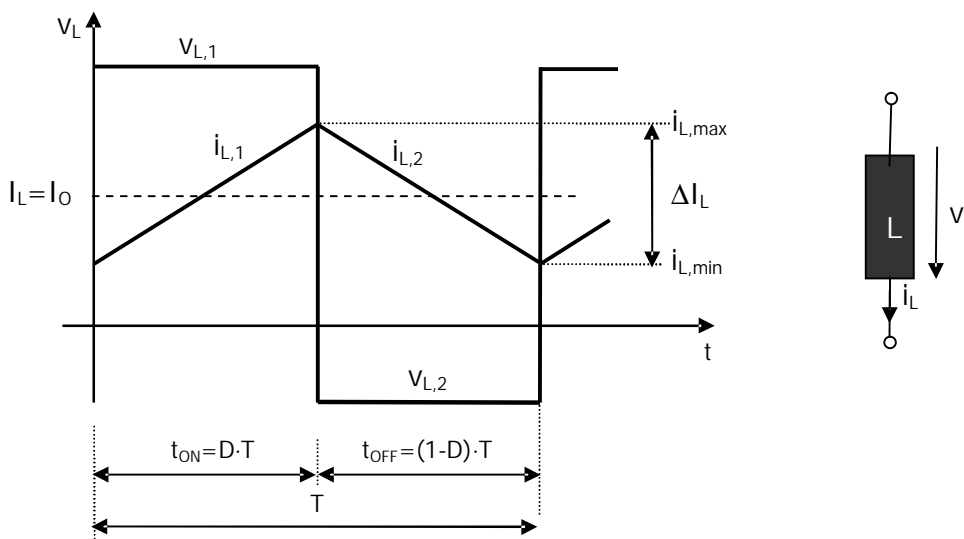 vL
vL,1
iL,1
iL,2
iL,max
IL=IO
ΔIL
iL,min
L
v
iL
t
vL,2
tON=D·T
tOFF=(1-D)·T
T